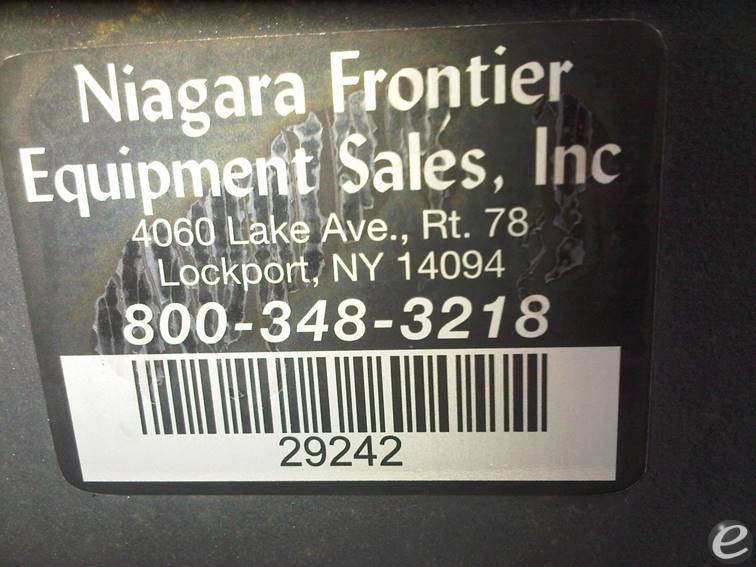 Niagara Frontier
Equipment Sales, Inc
4060 Lake Ave., Rt. 78
Lockport, NY 14094
800-348-3218
29242
e